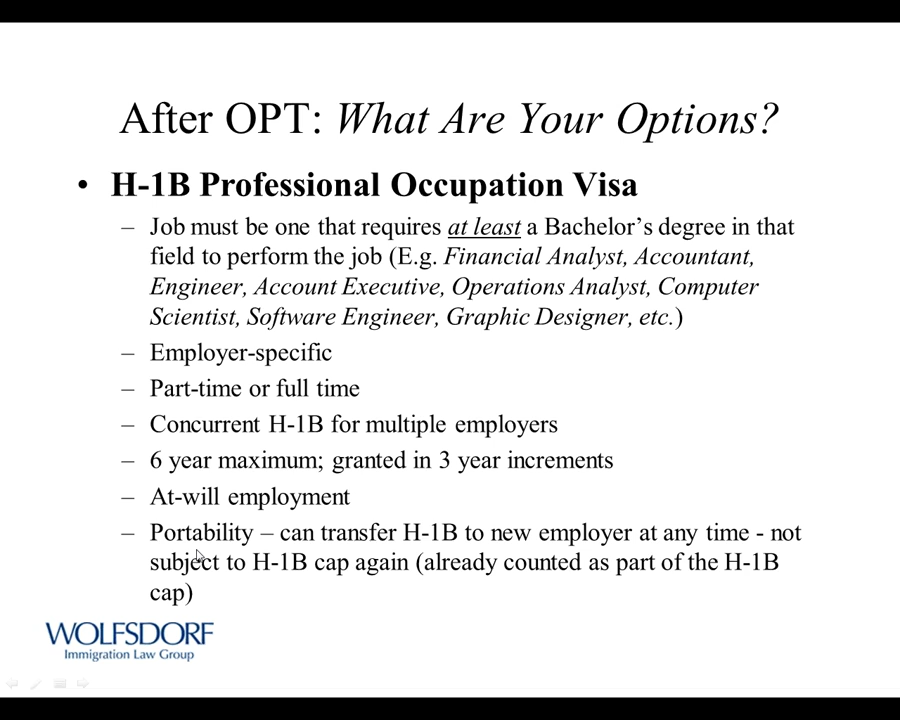 After OPT: What Are Your Options?
• H-1B Professional Occupation Visa
– Job must be one that requires at least a Bachelor’s degree in that
field to perform the job (E.g. Financial Analyst, Accountant,
Engineer, Account Executive, Operations Analyst, Computer
Scientist, Software Engineer, Graphic Designer, etc.)
– Employer-specific
– Part-time or full time
– Concurrent H-1B for multiple employers
– 6 year maximum; granted in 3 year increments
– At-will employment
– Portability – can transfer H-1B to new employer at any time - not
subject to H-1B cap again (already counted as part of the H-1B
cap)
WOLFSDORF
Immigration Law Group